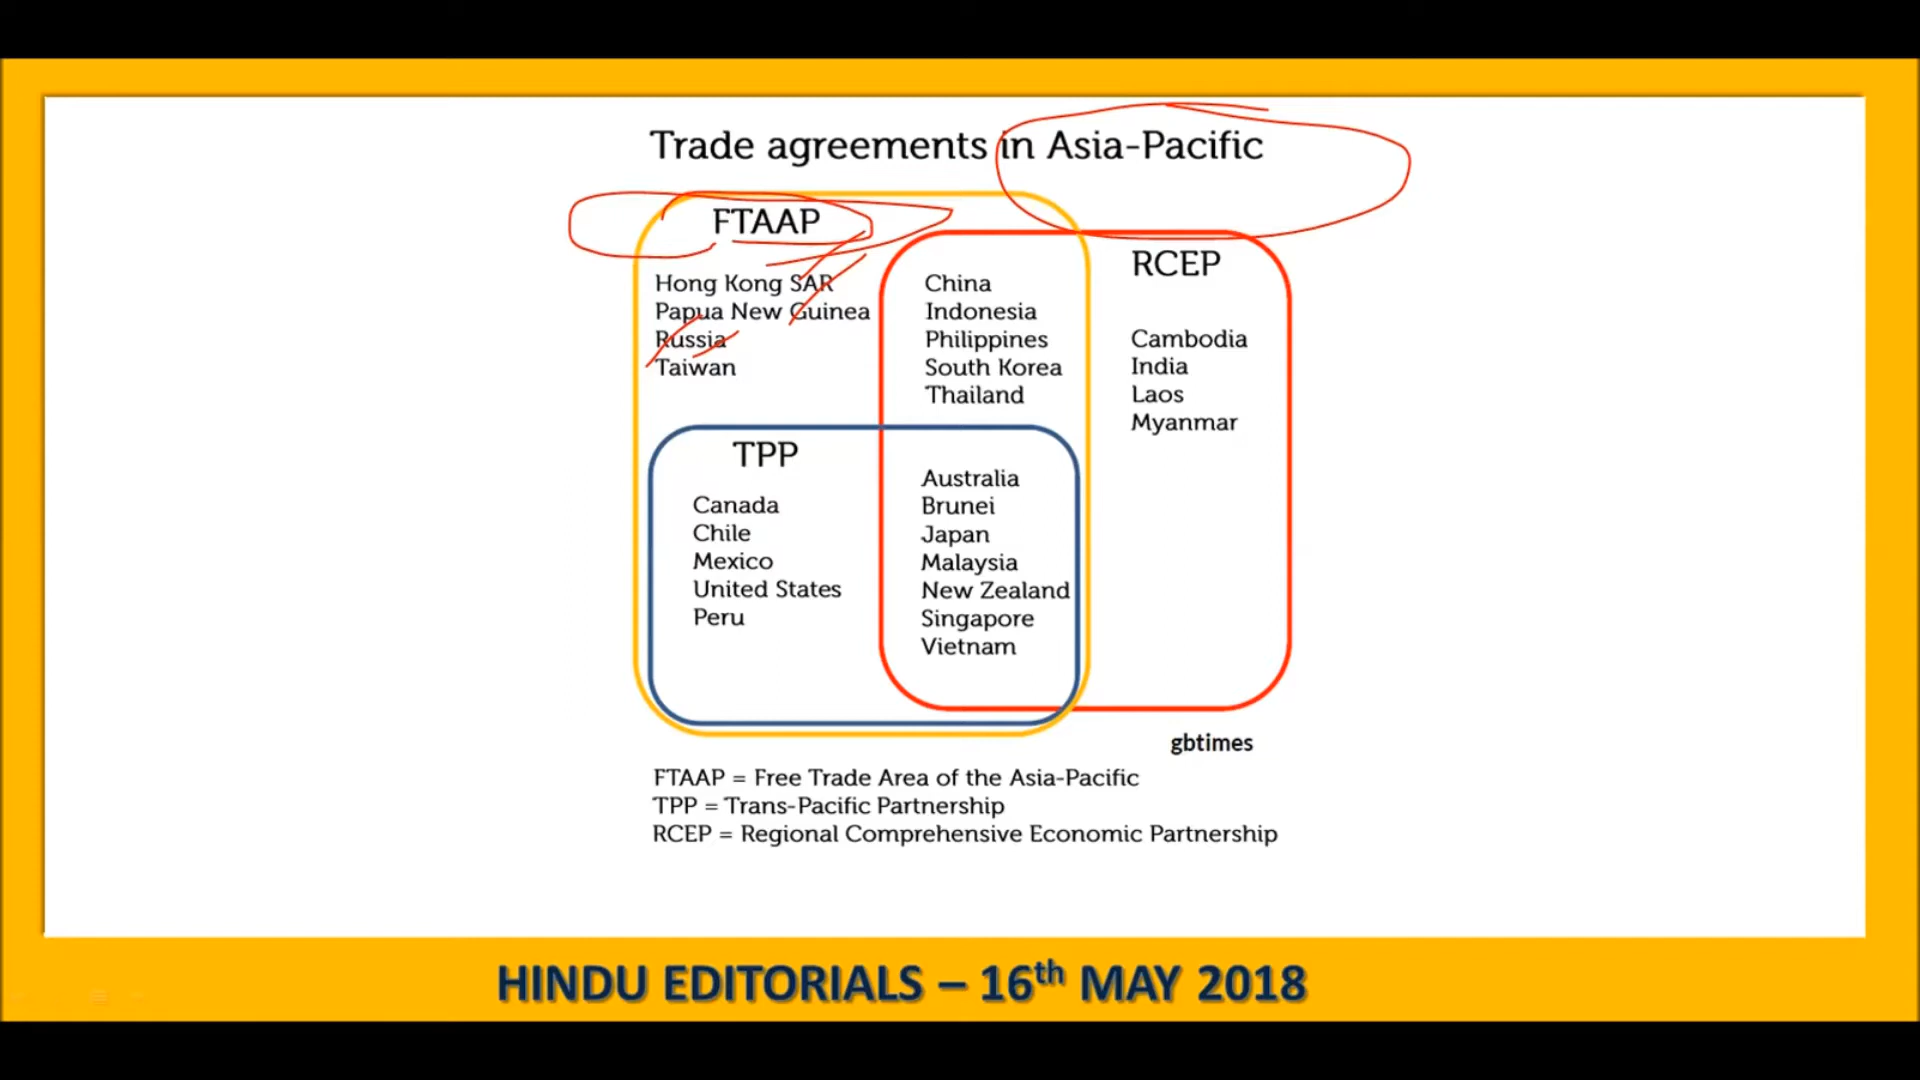 Trade agreements in Asia-Pacific
FTAAP
Hong Kong SAR
Papua New Guinea
Russia
Taiwan
China
Indonesia
Philippines
South Korea
Thailand
RCEP
Cambodia
India
Laos
Myanmar
TPP
Canada
Chile
Mexico
United States
Peru
Australia
Brunei
Japan
Malaysia
New Zealand
Singapore
Vietnam
gbtimes
FTAAP = Free Trade Area of the Asia-Pacific
TPP = Trans-Pacific Partnership
RCEP = Regional Comprehensive Economic Partnership
HINDU EDITORIALS – 16th MAY 2018